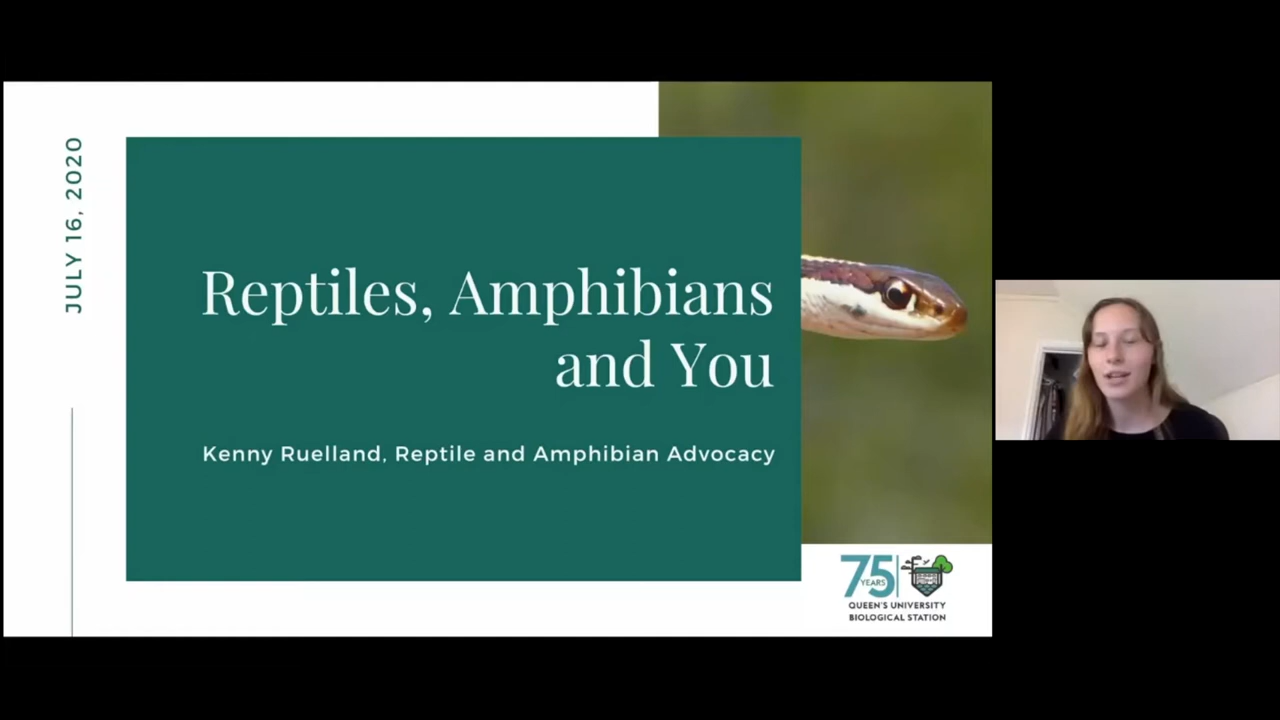 JULY 16, 2020
Reptiles, Amphibians
and You
Kenny Ruelland, Reptile and Amphibian Advocacy
75
YEARS
QUEEN'S UNIVERSITY
BIOLOGICAL STATION